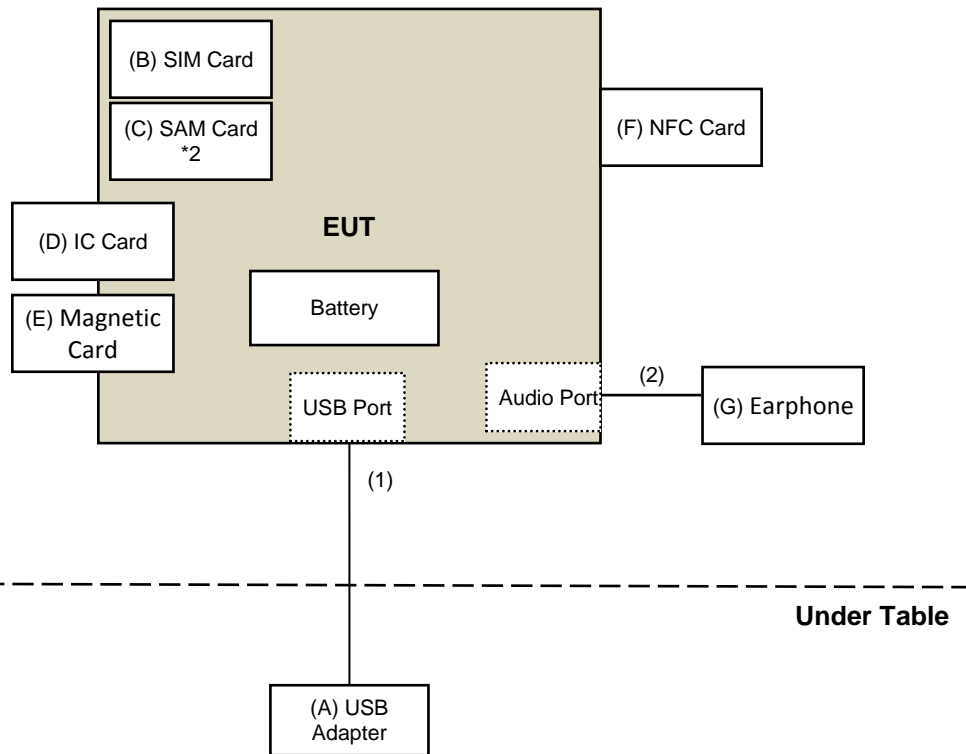 (B) SIM Card
(C) SAM Card
*2
(F) NFC Card
EUT
(D) IC Card
Battery
(E) Magnetic
Card
USB Port
Audio Port
(2)
(G) Earphone
(1)
Under Table
(A) USB
Adapter